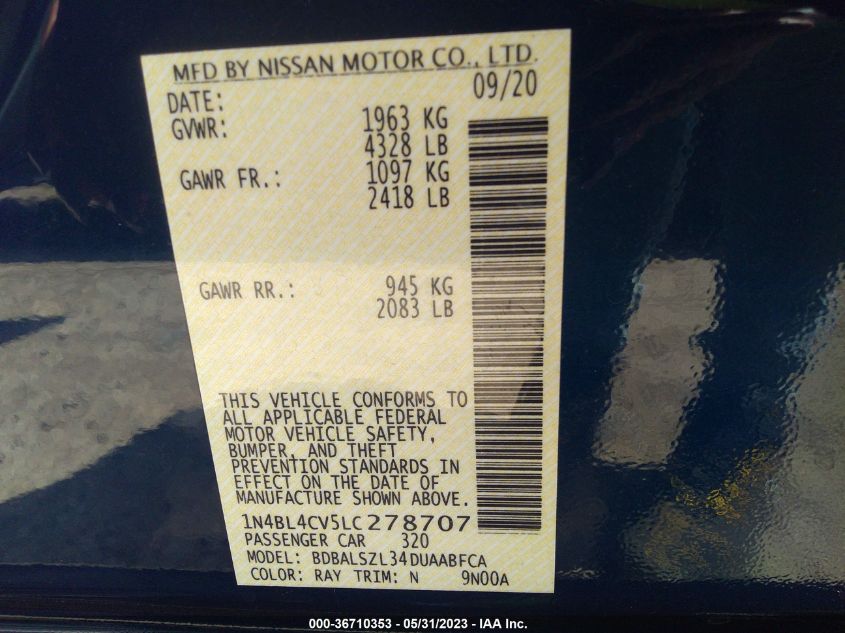 MFD BY NISSAN MOTOR CO., LTD.
DATE: 09/20
GVWR: 1963 KG
4328 LB
GAWR FR.: 1097 KG
2418 LB
GAWR RR.: 945 KG
2083 LB
THIS VEHICLE CONFORMS TO
ALL APPLICABLE FEDERAL
MOTOR VEHICLE SAFETY,
BUMPER, AND THEFT
PREVENTION STANDARDS IN
EFFECT ON THE DATE OF
MANUFACTURE SHOWN ABOVE.
1N4BL4CV5LC278707
PASSENGER CAR 320
MODEL: BDBALSZL34DUAABFCA
COLOR: RAY TRIM: N 9N00A
000-36710353 - 05/31/2023 - IAA Inc.